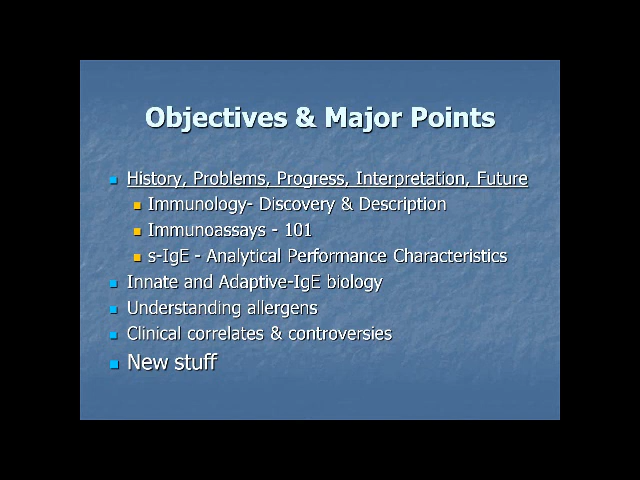 Objectives & Major Points
History, Problems, Progress, Interpretation, Future
Immunology- Discovery & Description
Immunoassays - 101
s-IgE - Analytical Performance Characteristics
Innate and Adaptive-IgE biology
Understanding allergens
Clinical correlates & controversies
New stuff